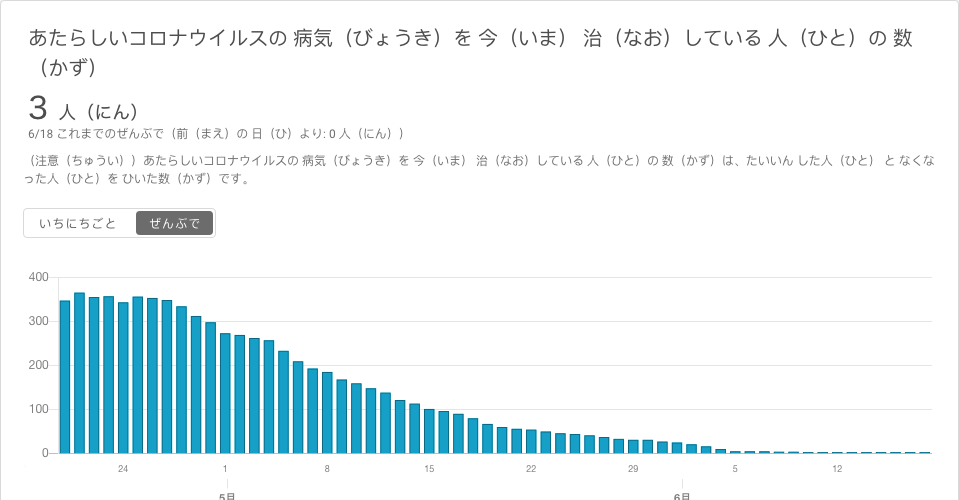 あたらしいコロナウイルスの 病気（びょうき）を 今（いま） 治（なお）している 人（ひと）の 数
（かず）
3 人（にん）
6/18 これまでのぜんぶで（前（まえ）の 日（ひ）より: 0 人（にん））
（注意（ちゅうい））あたらしいコロナウイルスの 病気（びょうき）を 今（いま） 治（なお）している 人（ひと）の 数（かず）は、たいいん した人（ひと） と なくな
った人（ひと）を ひいた数（かず）です。
いちにちごと ぜんぶで
400
300
200
100
0
24 1 8 15 22 29 5 12
5月 6月